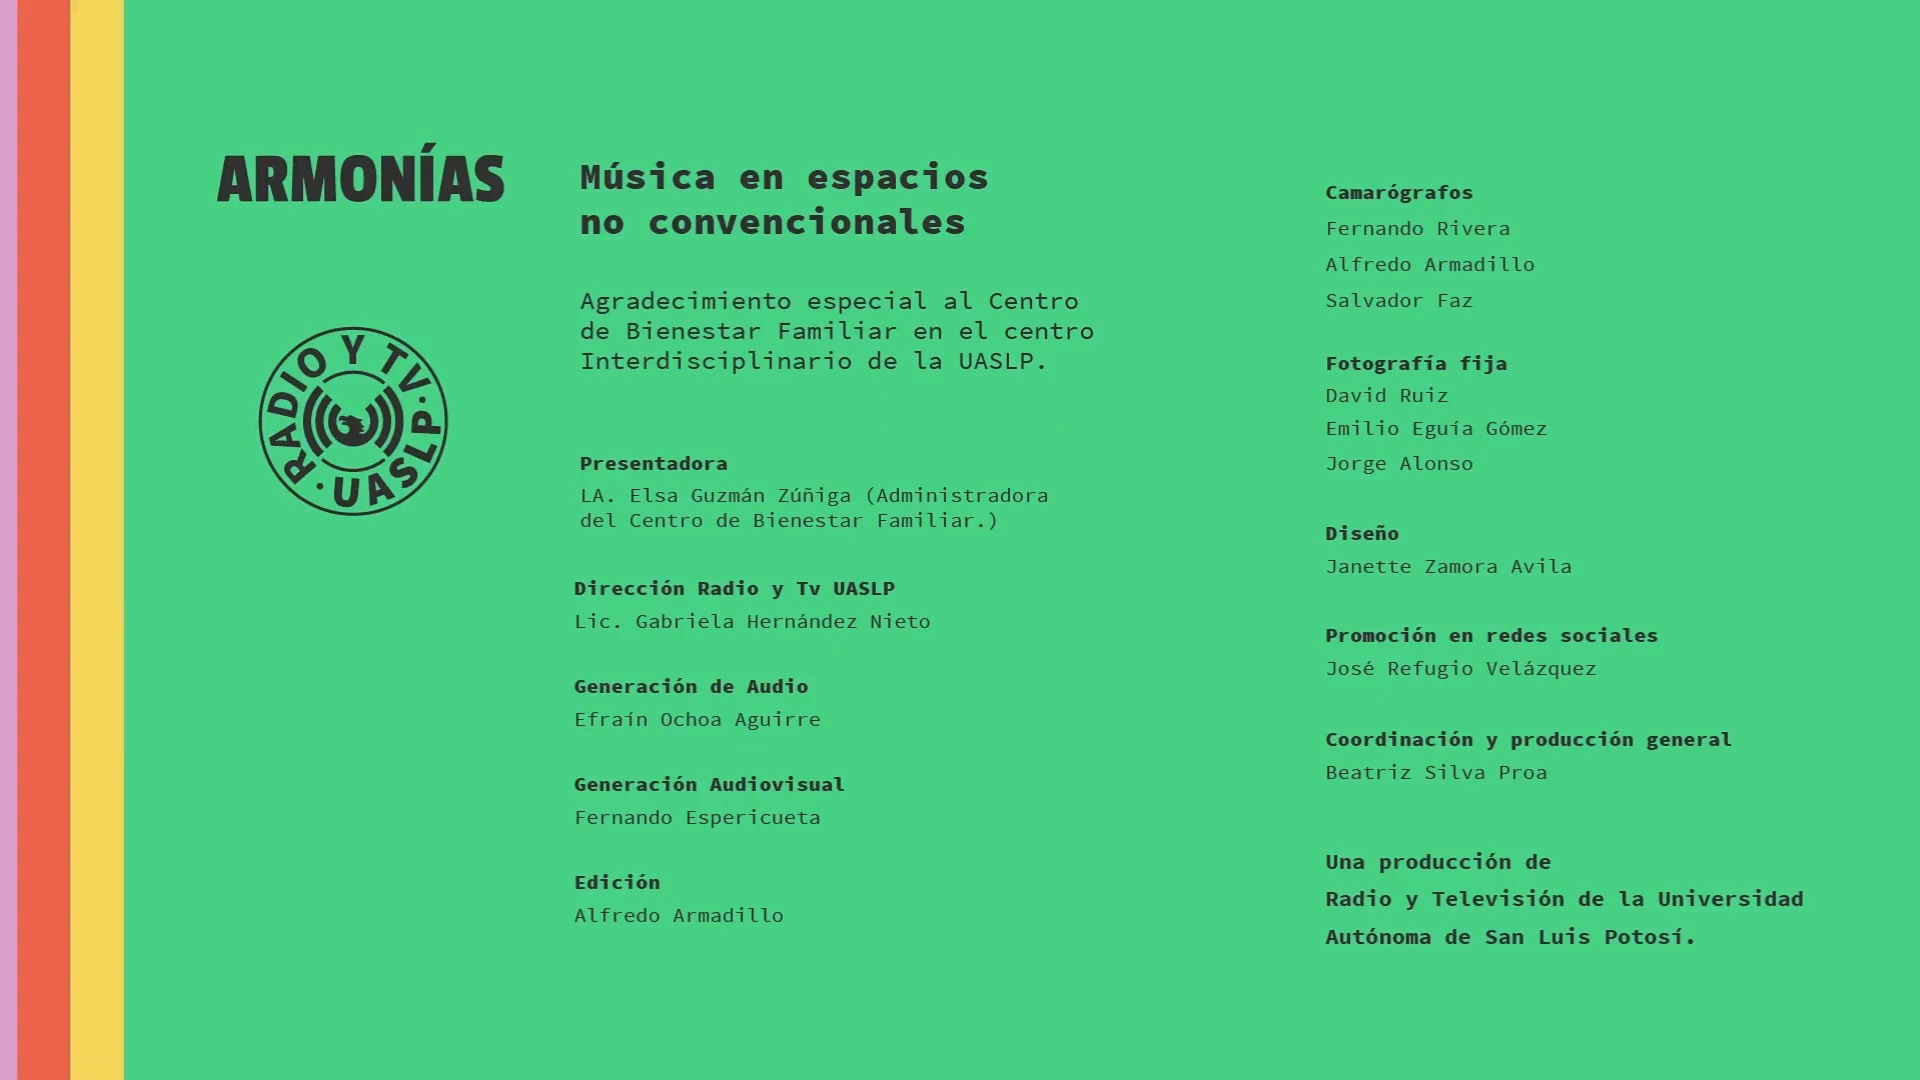 ARMONÍAS
RADIO Y TV · UASLP ·
Música en espacios
no convencionales
Agradecimiento especial al Centro
de Bienestar Familiar en el centro
Interdisciplinario de la UASLP.
Presentadora
LA. Elsa Guzmán Zúñiga (Administradora
del Centro de Bienestar Familiar.)
Dirección Radio y Tv UASLP
Lic. Gabriela Hernández Nieto
Generación de Audio
Efraín Ochoa Aguirre
Generación Audiovisual
Fernando Espericueta
Edición
Alfredo Armadillo
Camarógrafos
Fernando Rivera
Alfredo Armadillo
Salvador Faz
Fotografía fija
David Ruiz
Emilio Eguía Gómez
Jorge Alonso
Diseño
Janette Zamora Avila
Promoción en redes sociales
José Refugio Velázquez
Coordinación y producción general
Beatriz Silva Proa
Una producción de
Radio y Televisión de la Universidad
Autónoma de San Luis Potosí.